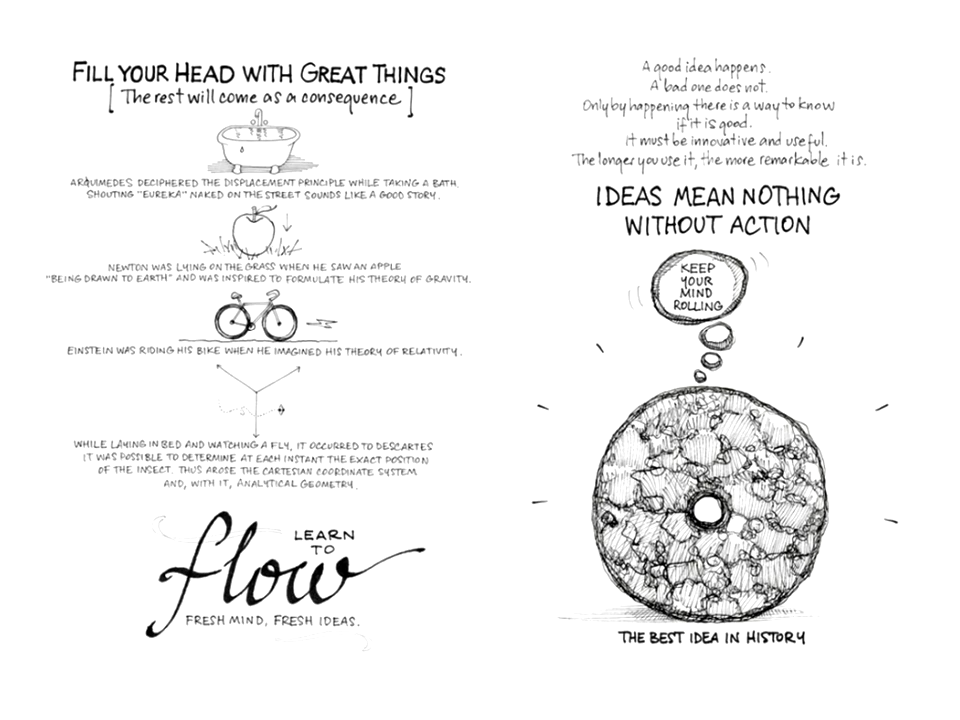 FILL YOUR HEAD WITH GREAT THINGS
[The rest will come as a consequence]
ARQUIMEDES DECIPHERED THE DISPLACEMENT PRINCIPLE WHILE TAKING A BATH.
SHOUTING "EUREKA" NAKED ON THE STREET SOUNDS LIKE A GOOD STORY.
NEWTON WAS LYING ON THE GRASS WHEN HE SAW AN APPLE
"BEING DRAWN TO EARTH" AND WAS INSPIRED TO FORMULATE HIS THEORY OF GRAVITY.
EINSTEIN WAS RIDING HIS BIKE WHEN HE IMAGINED HIS THEORY OF RELATIVITY.
WHILE LAYING IN BED AND WATCHING A FLY, IT OCCURRED TO DESCARTES
IT WAS POSSIBLE TO DETERMINE AT EACH INSTANT THE EXACT POSITION
OF THE INSECT. THUS AROSE THE CARTESIAN COORDINATE SYSTEM
AND, WITH IT, ANALYTICAL GEOMETRY.
LEARN
TO
flow
FRESH MIND, FRESH IDEAS.
A good idea happens.
A bad one does not.
Only by happening there is a way to know
if it is good.
it must be innovative and useful.
The longer you use it, the more remarkable it is.
IDEAS MEAN NOTHING
WITHOUT ACTION
KEEP
YOUR
MIND
ROLLING
THE BEST IDEA IN HISTORY